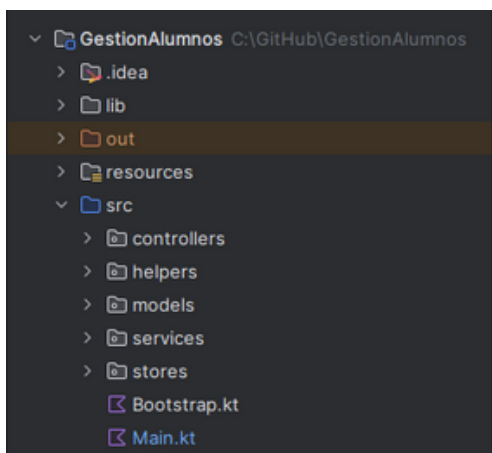 GestionAlumnos C:\GitHub\GestionAlumnos
.idea
lib
out
resources
src
controllers
helpers
models
services
stores
Bootstrap.kt
Main.kt